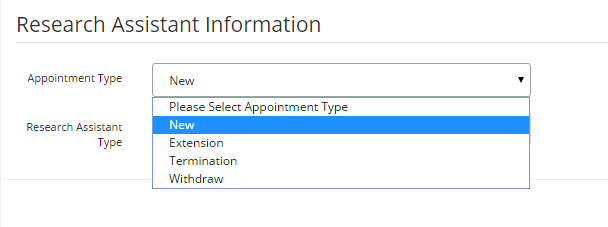 Research Assistant Information
Appointment Type
New
Please Select Appointment Type
New
Extension
Termination
Withdraw
Research Assistant
Type